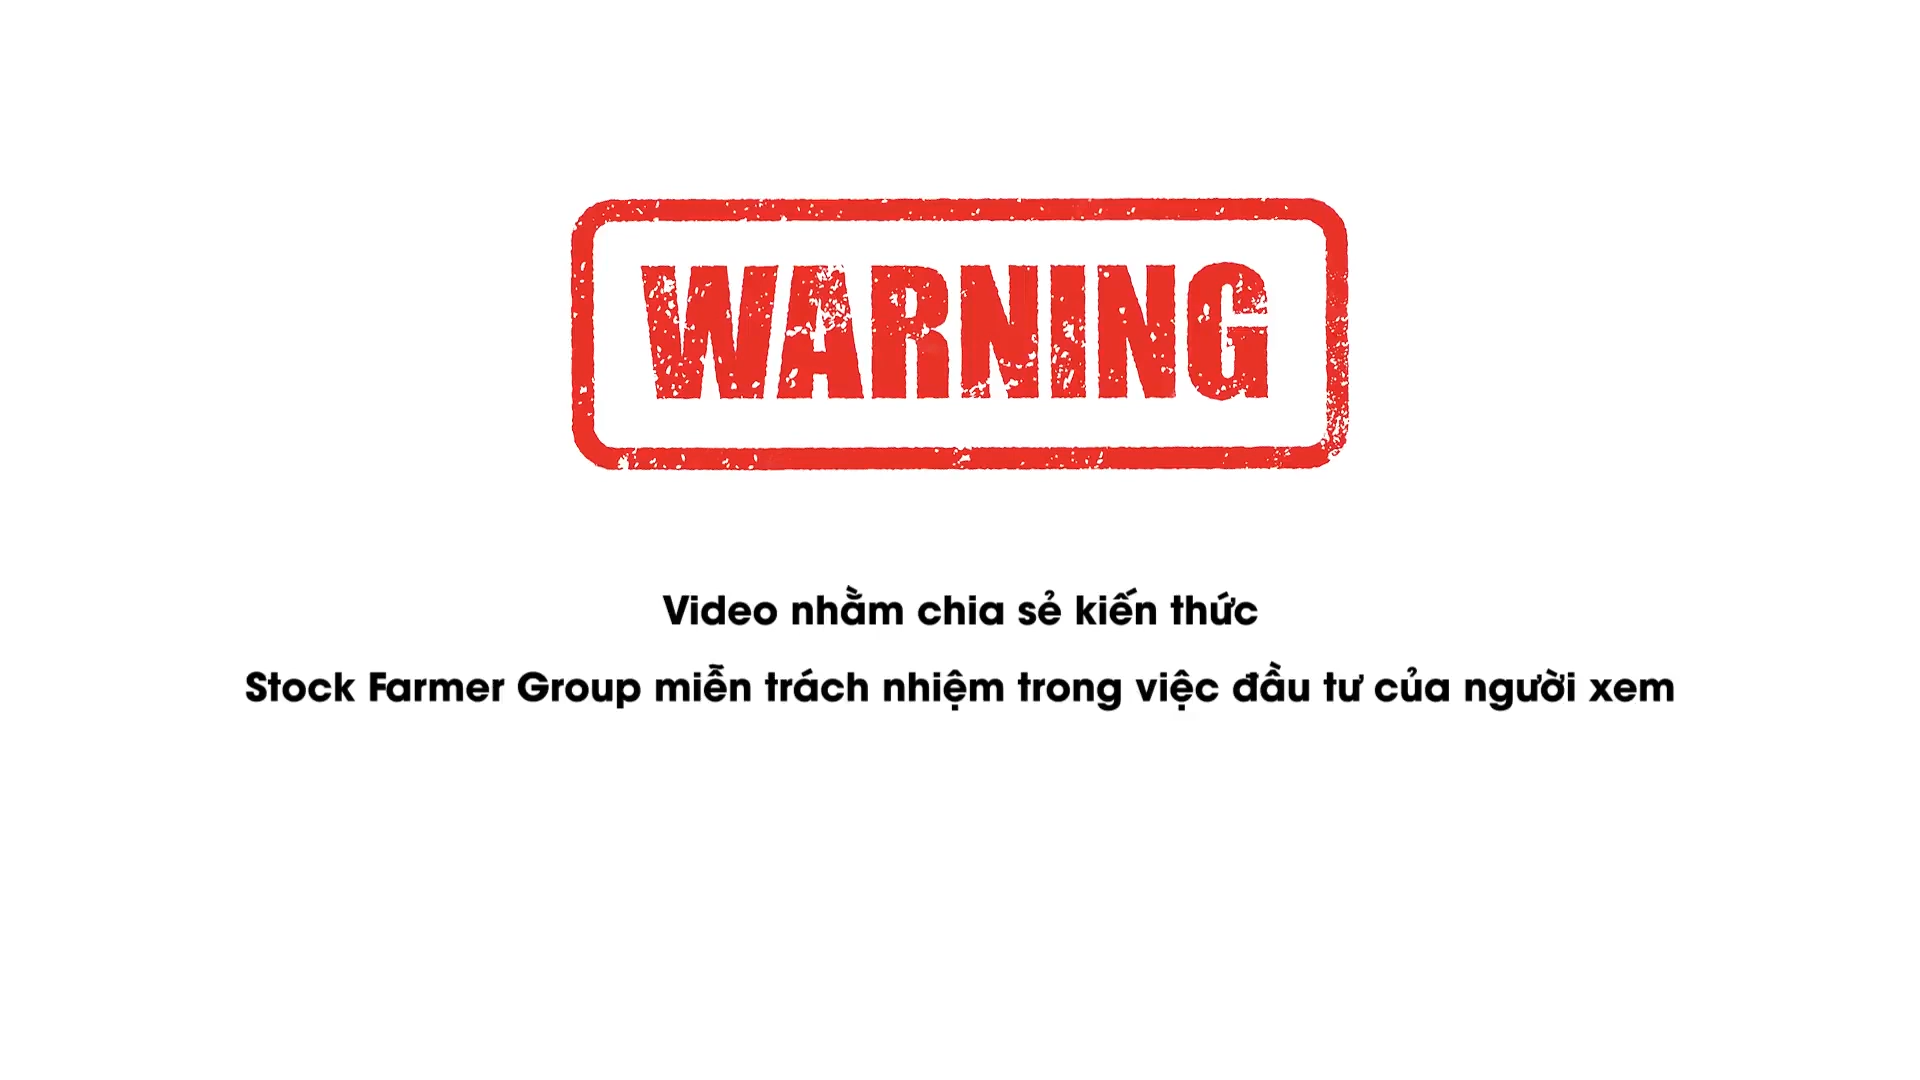 WARNING
Video nhằm chia sẻ kiến thức
Stock Farmer Group miễn trách nhiệm trong việc đầu tư của người xem